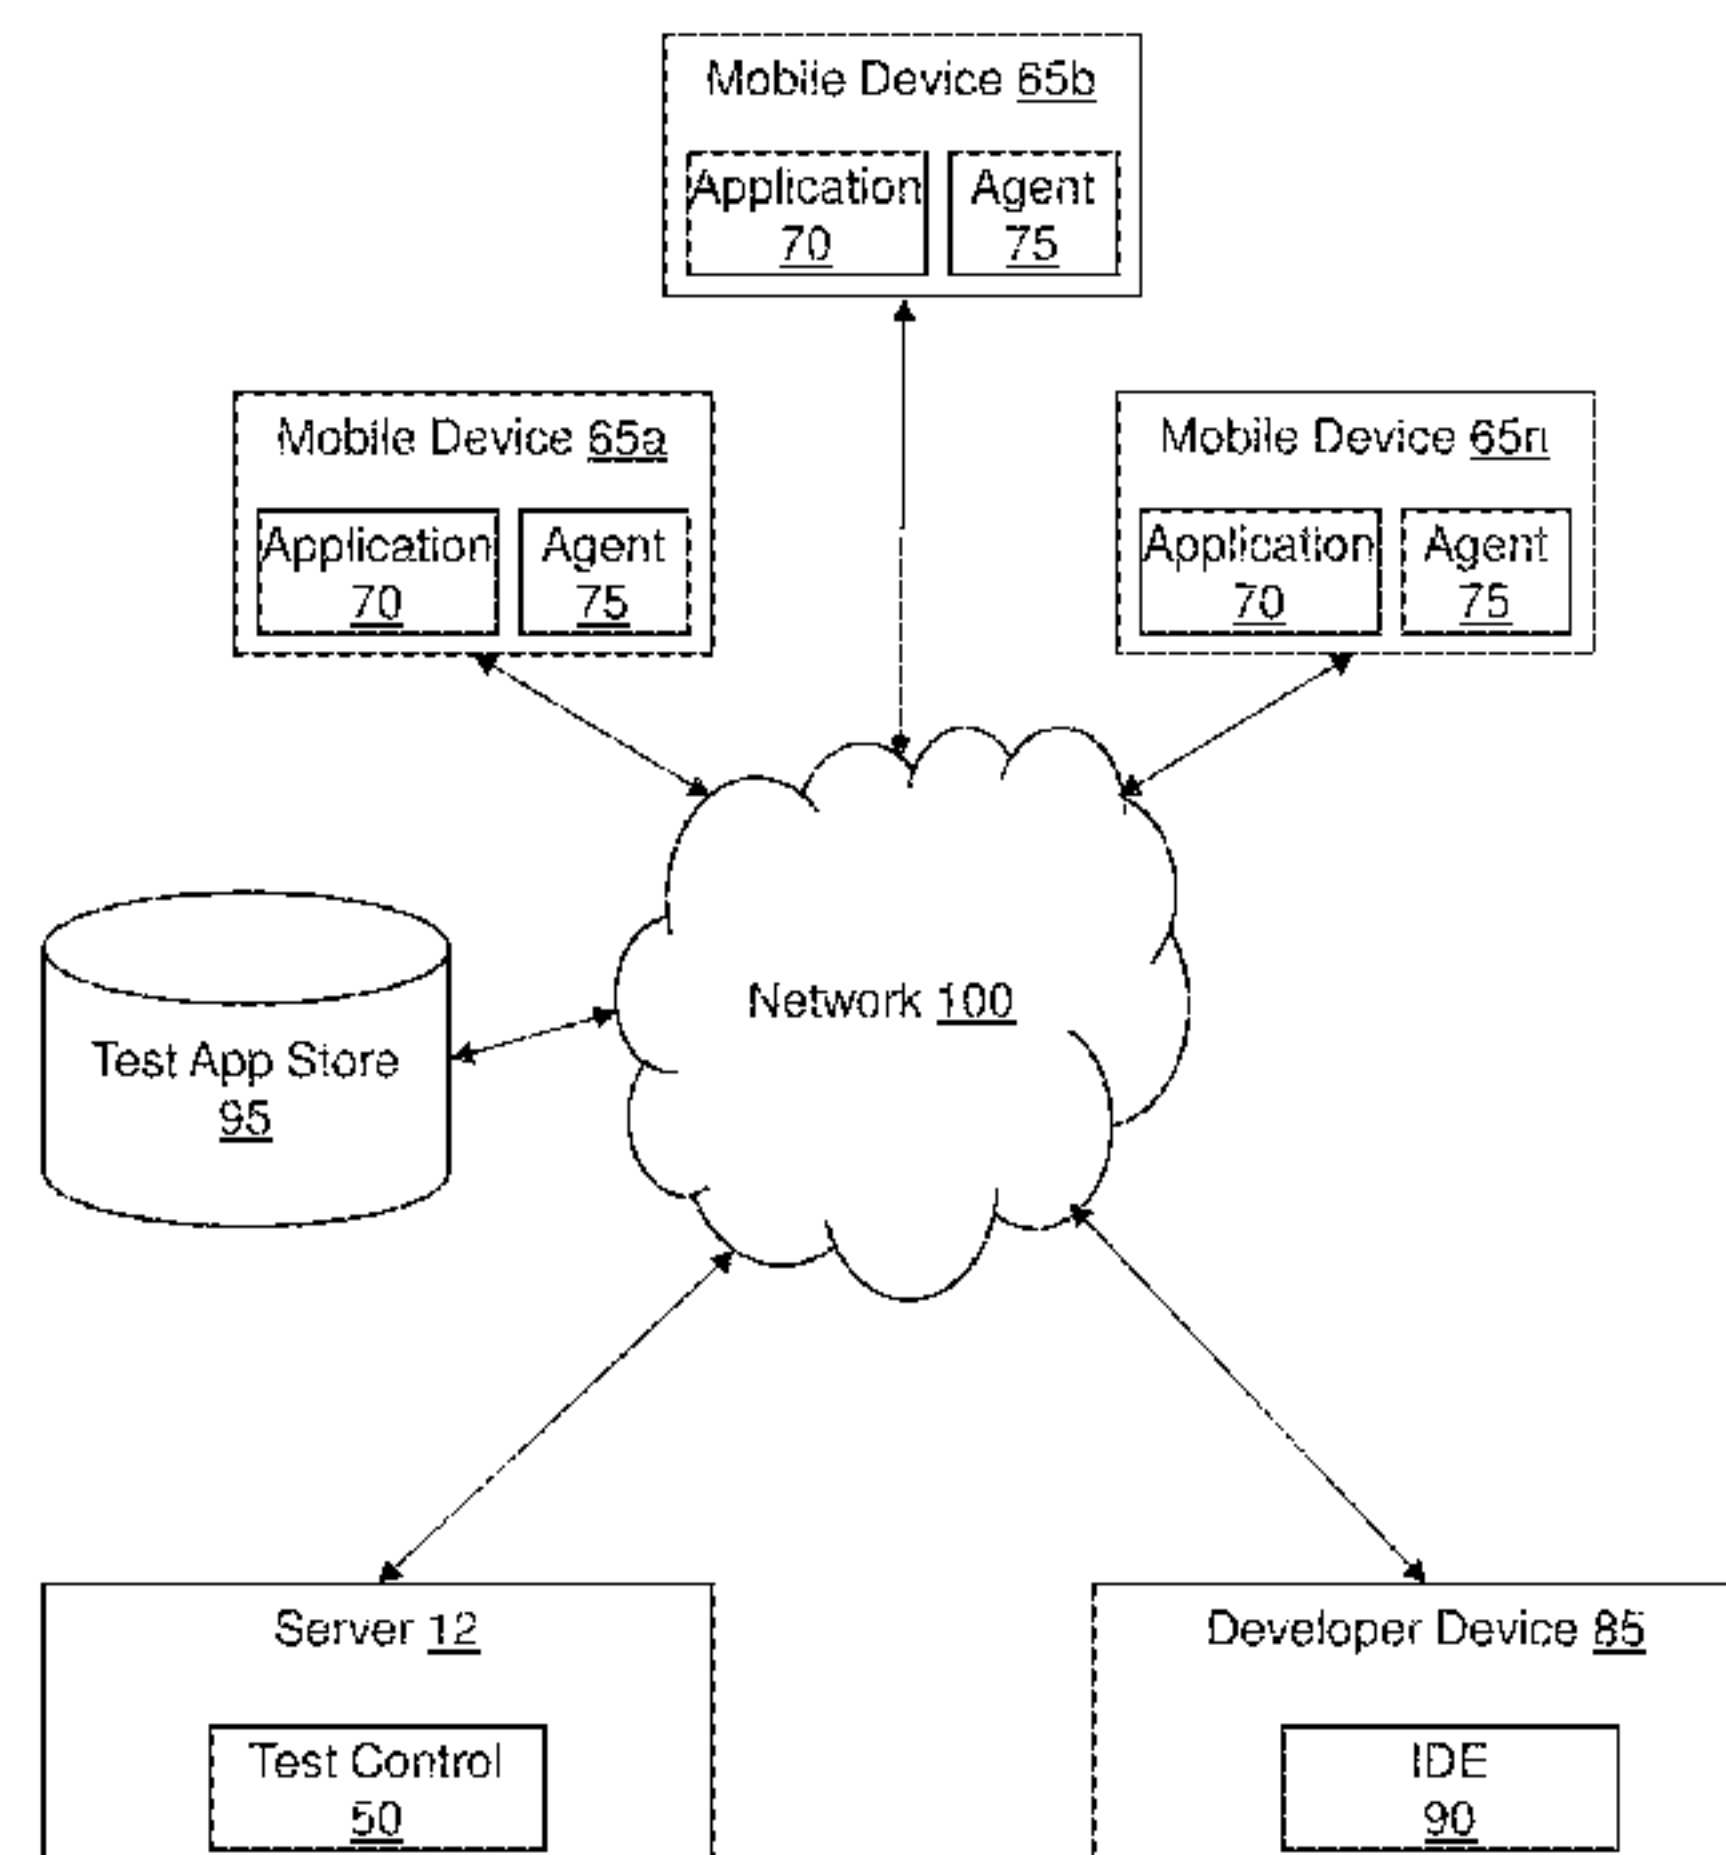 Mobile Device 65b
Application
70
Agent
75
Mobile Device 65a
Application
70
Agent
75
Mobile Device 65n
Application
70
Agent
75
Network 100
Test App Store
95
Server 12
Test Control
50
Developer Device 85
IDE
90